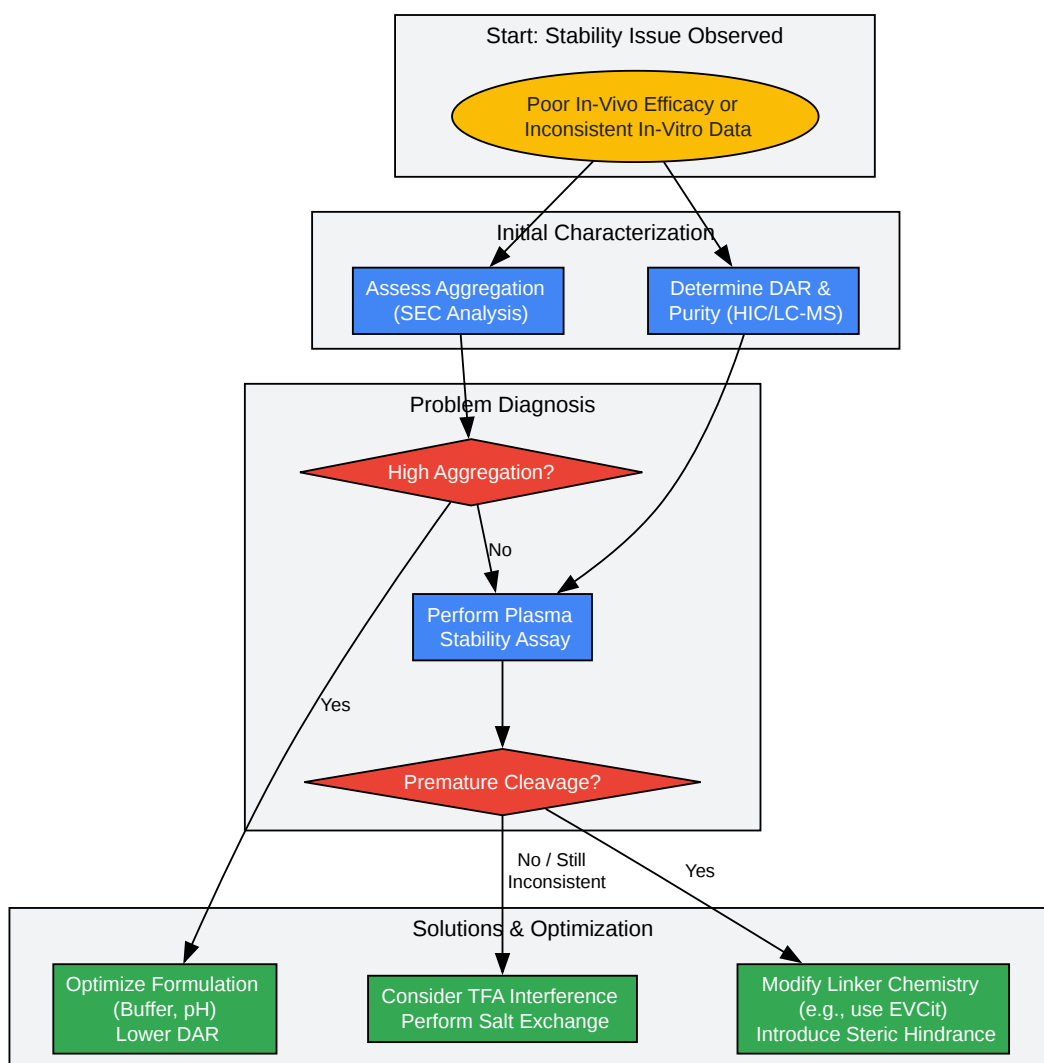 Start: Stability Issue Observed
Poor In-Vivo Efficacy or
Inconsistent In-Vitro Data
Initial Characterization
Assess Aggregation
(SEC Analysis)
Determine DAR &
Purity (HIC/LC-MS)
Problem Diagnosis
High Aggregation?
No
Perform Plasma
Stability Assay
Yes
Premature Cleavage?
No / Still
Inconsistent
Yes
Solutions & Optimization
Optimize Formulation
(Buffer, pH)
Lower DAR
Consider TFA Interference
Perform Salt Exchange
Modify Linker Chemistry
(e.g., use EVCit)
Introduce Steric Hindrance